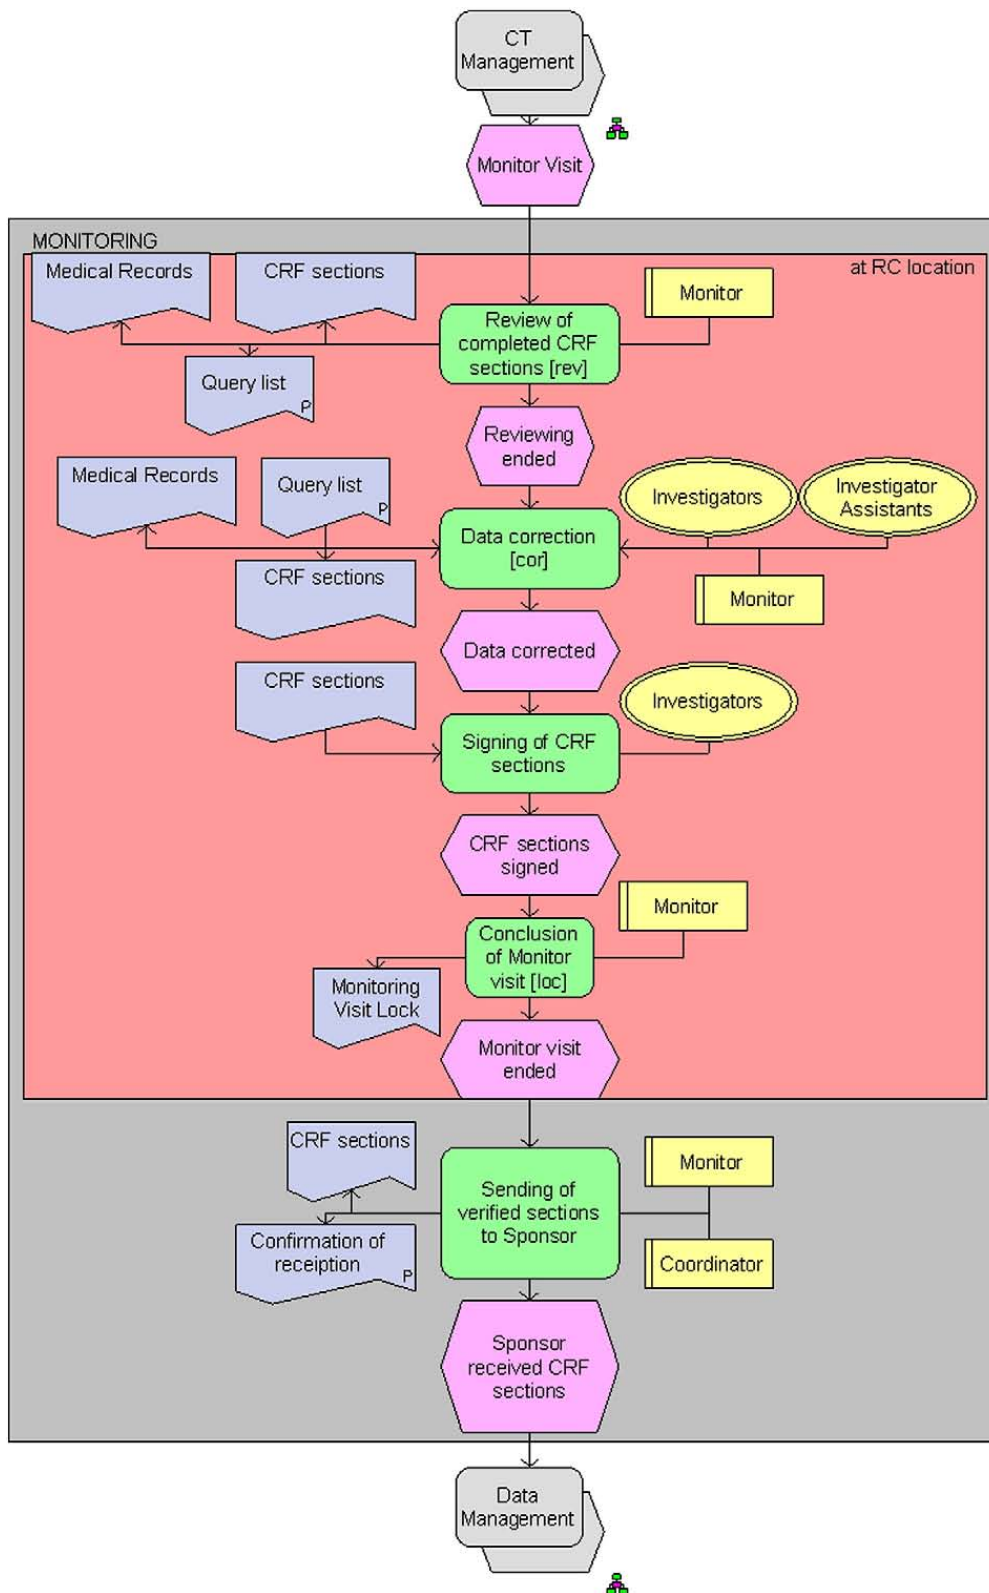 CT
Management
Monitor Visit
MONITORING
at RC location
Medical Records
CRF sections
Monitor
Review of
completed CRF
sections [rev]
Query list
P
Reviewing
ended
Medical Records
Query list
P
Investigators
Investigator
Assistants
Data correction
[cor]
CRF sections
Monitor
Data corrected
CRF sections
Investigators
Signing of CRF
sections
CRF sections
signed
Monitor
Conclusion
of Monitor
visit [loc]
Monitoring
Visit Lock
Monitor visit
ended
CRF sections
Monitor
Sending of
verified sections
to Sponsor
Confirmation of
receiption
P
Coordinator
Sponsor
received CRF
sections
Data
Management